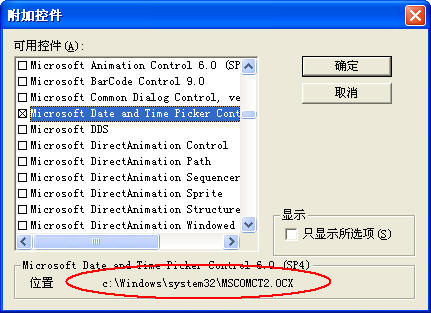 附加控件
可用控件(A):
Microsoft Animation Control 6.0 (SP
Microsoft BarCode Control 9.0
Microsoft Common Dialog Control, ve
Microsoft Date and Time Picker Cont
Microsoft DDS
Microsoft DirectAnimation Control
Microsoft DirectAnimation Path
Microsoft DirectAnimation Sequencer
Microsoft DirectAnimation Sprite
Microsoft DirectAnimation Structure
Microsoft DirectAnimation Windowed
确定
取消
显示
只显示所选项(S)
Microsoft Date and Time Picker Control 6.0 (SP4)
位置 c:\Windows\system32\MSCOMCT2.OCX